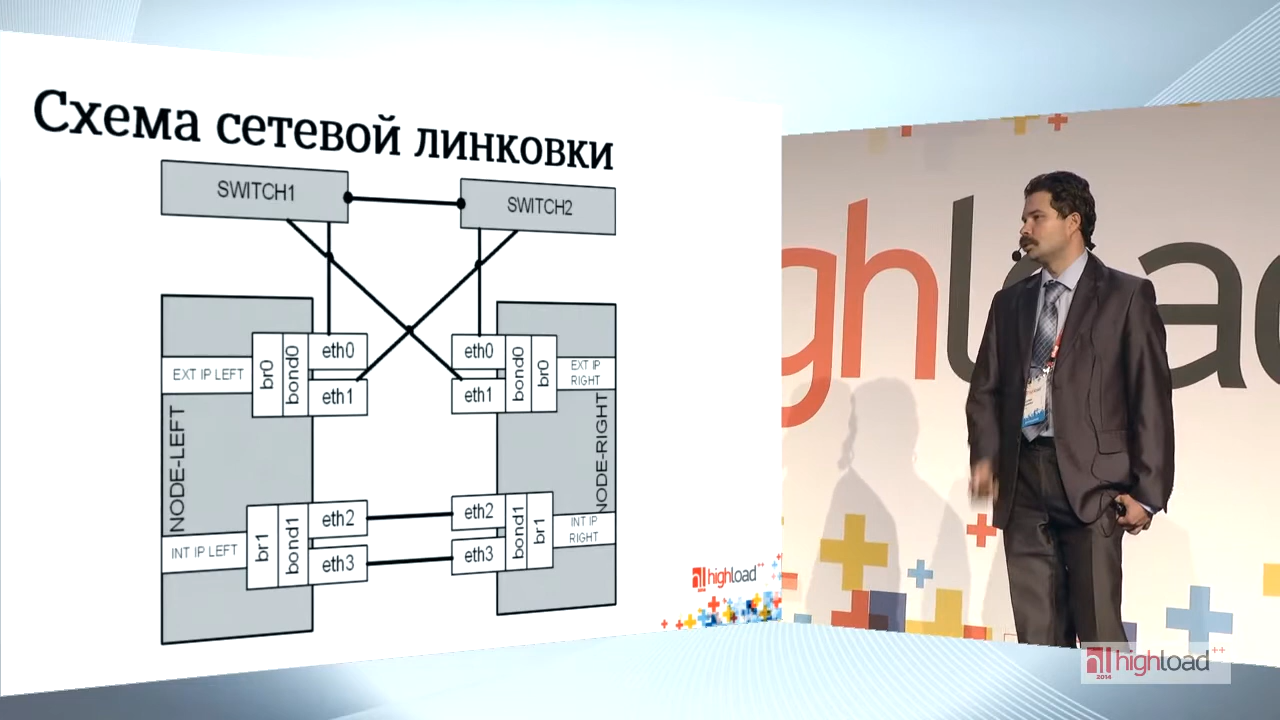 Схема сетевой линковки
SWITCH1
SWITCH2
eth0
eth1
bond0
br0
EXT IP LEFT
NODE-LEFT
eth0
eth1
bond0
br0
EXT IP
RIGHT
NODE-RIGHT
eth2
eth3
bond1
br1
INT IP LEFT
eth2
eth3
bond1
br1
INT IP
RIGHT
highload++
highload
highload++
2014